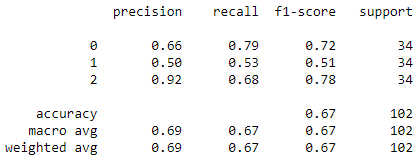 precision recall f1-score support
0 0.66 0.79 0.72 34
1 0.50 0.53 0.51 34
2 0.92 0.68 0.78 34
accuracy 0.67 102
macro avg 0.69 0.67 0.67 102
weighted avg 0.69 0.67 0.67 102